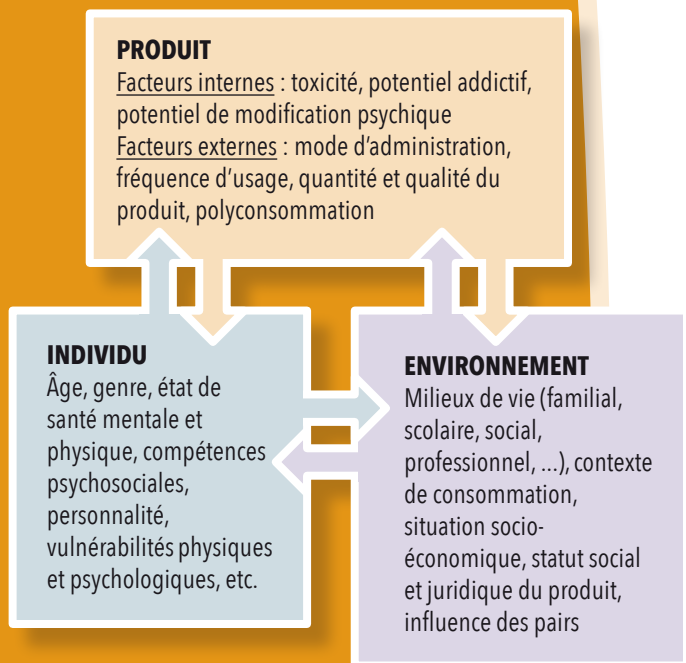 PRODUIT
Facteurs internes : toxicité, potentiel addictif,
potentiel de modification psychique
Facteurs externes : mode d'administration,
fréquence d'usage, quantité et qualité du
produit, polyconsommation
INDIVIDU
Âge, genre, état de
santé mentale et
physique, compétences
psychosociales,
personnalité,
vulnérabilités physiques
et psychologiques, etc.
ENVIRONNEMENT
Milieux de vie (familial,
scolaire, social,
professionnel, ...), contexte
de consommation,
situation socio-
économique, statut social
et juridique du produit,
influence des pairs